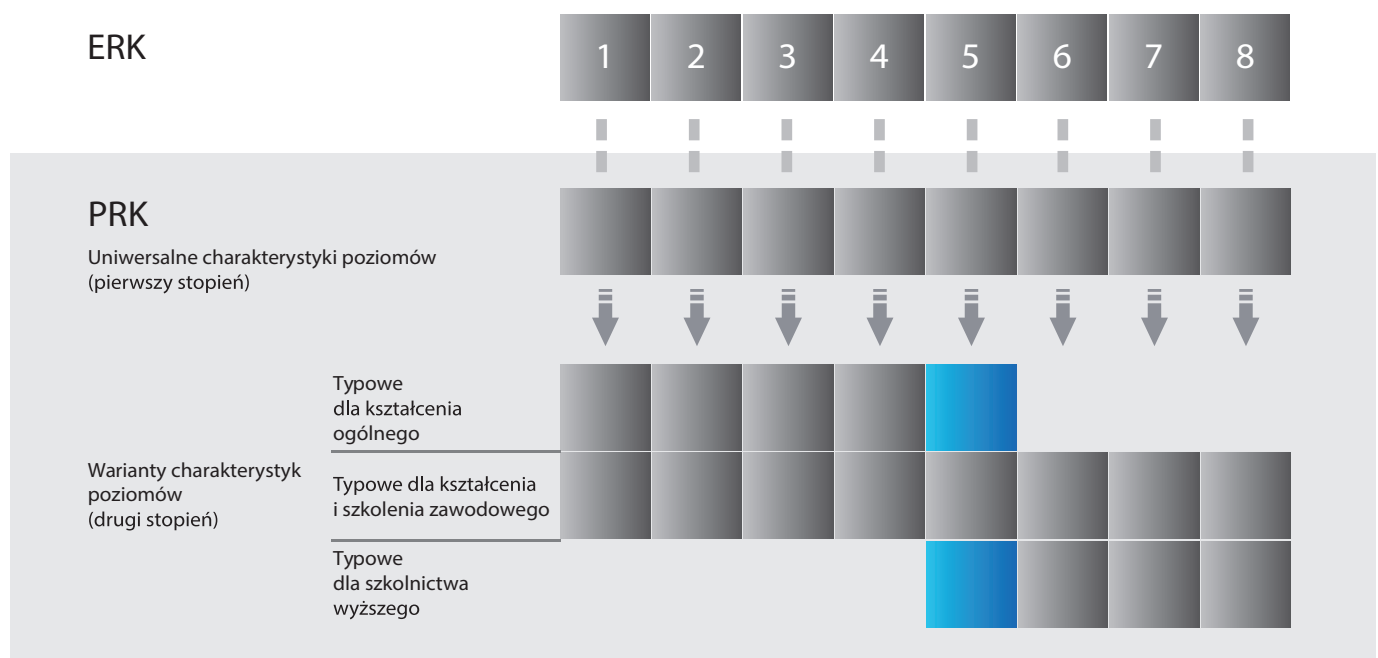 ERK
1 2 3 4 5 6 7 8
PRK
Uniwersalne charakterystyki poziomów
(pierwszy stopień)
Warianty charakterystyk
poziomów
(drugi stopień)
Typowe
dla kształcenia
ogólnego
Typowe dla kształcenia
i szkolenia zawodowego
Typowe
dla szkolnictwa
wyższego